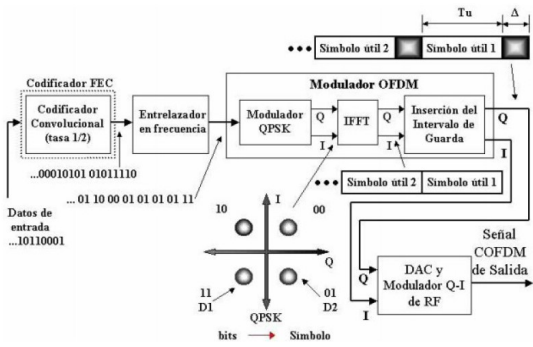 Tu
Δ
••• Símbolo útil 2 Símbolo útil 1
Codificador FEC
Modulador OFDM
Codificador
Convolucional
(tasa 1/2)
Entrelazador
en frecuencia
Modulador
QPSK
Q
I
IFFT
Q
I
Inserción del
Intervalo de
Guarda
Q
I
...00010101 01011110
... 01 10 00 01 01 01 01 11
••• Símbolo útil 2 Símbolo útil 1
Datos de
entrada
...10110001
10
I
00
Q
11
D1
01
D2
QPSK
bits → Símbolo
Q
I
DAC y
Modulador Q-I
de RF
Señal
COFDM
de Salida